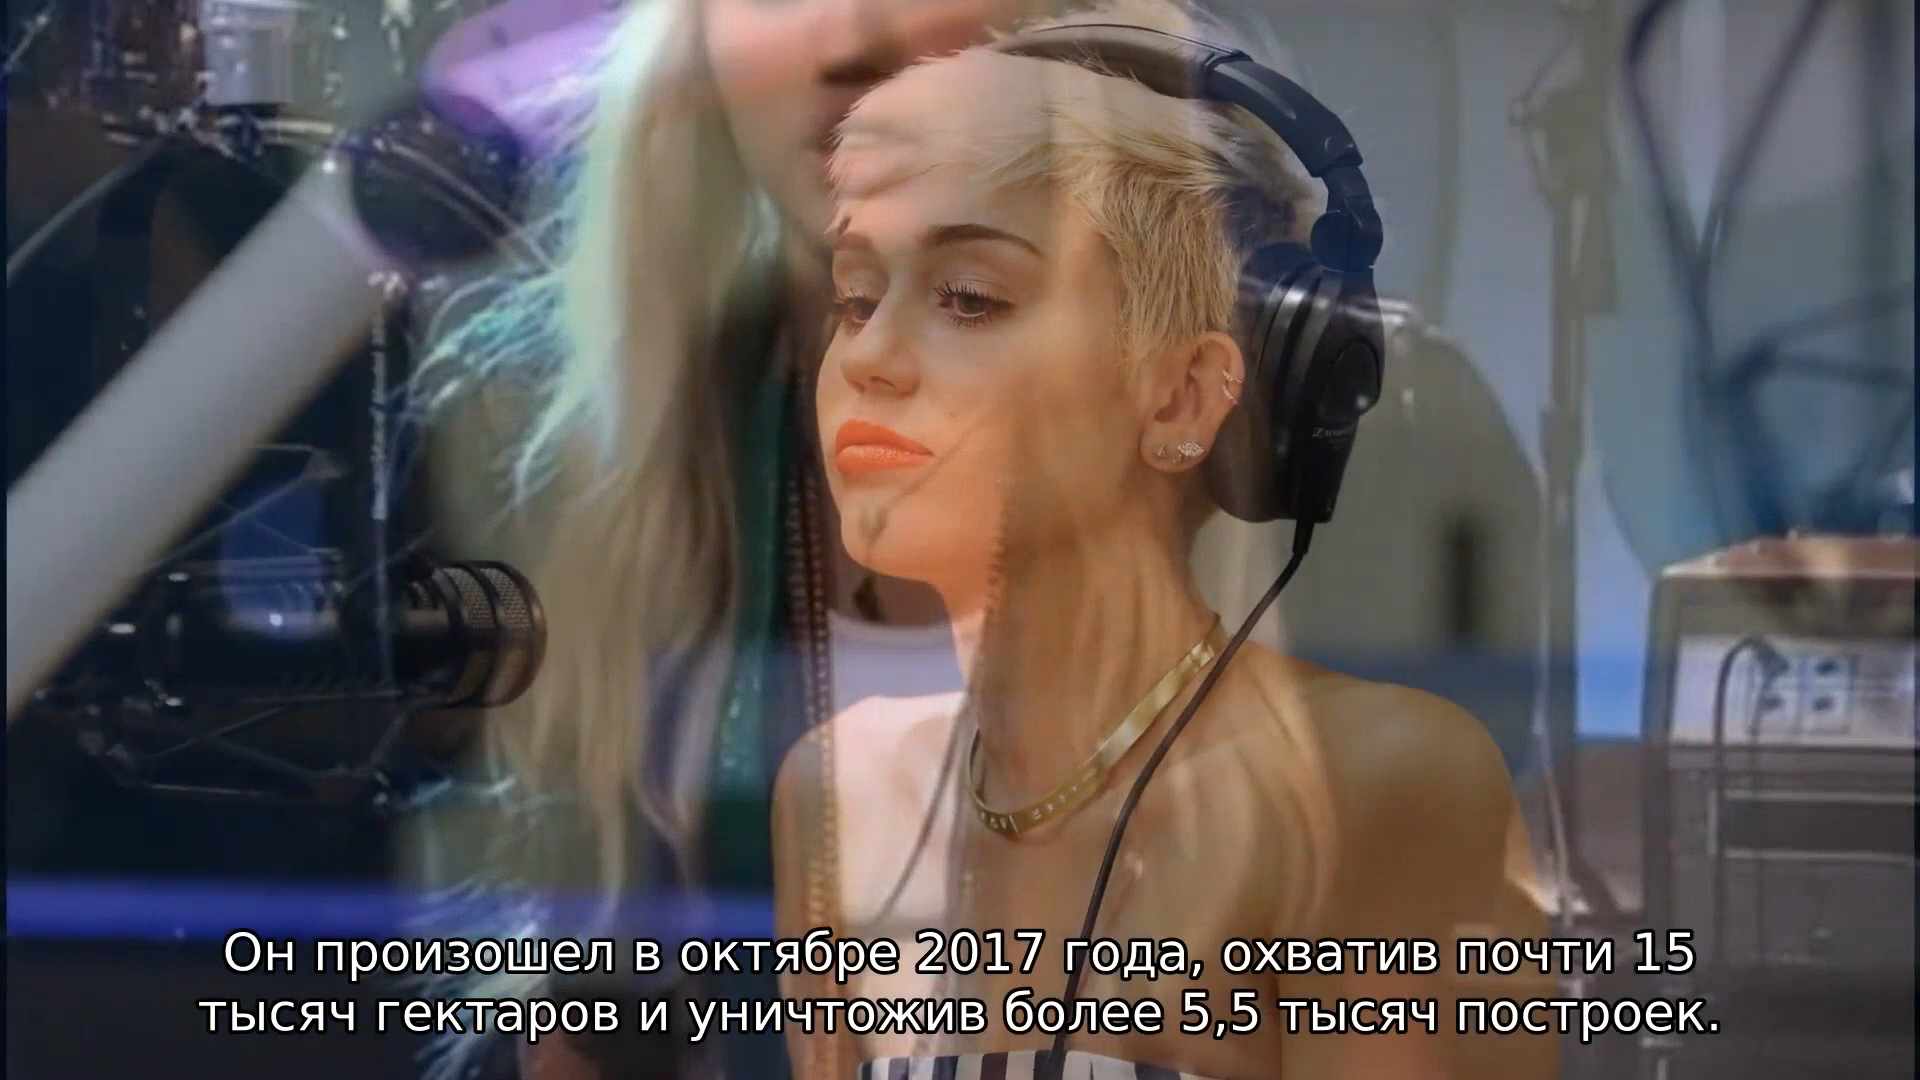 Он произошел в октябре 2017 года, охватив почти 15
тысяч гектаров и уничтожив более 5,5 тысяч построек.